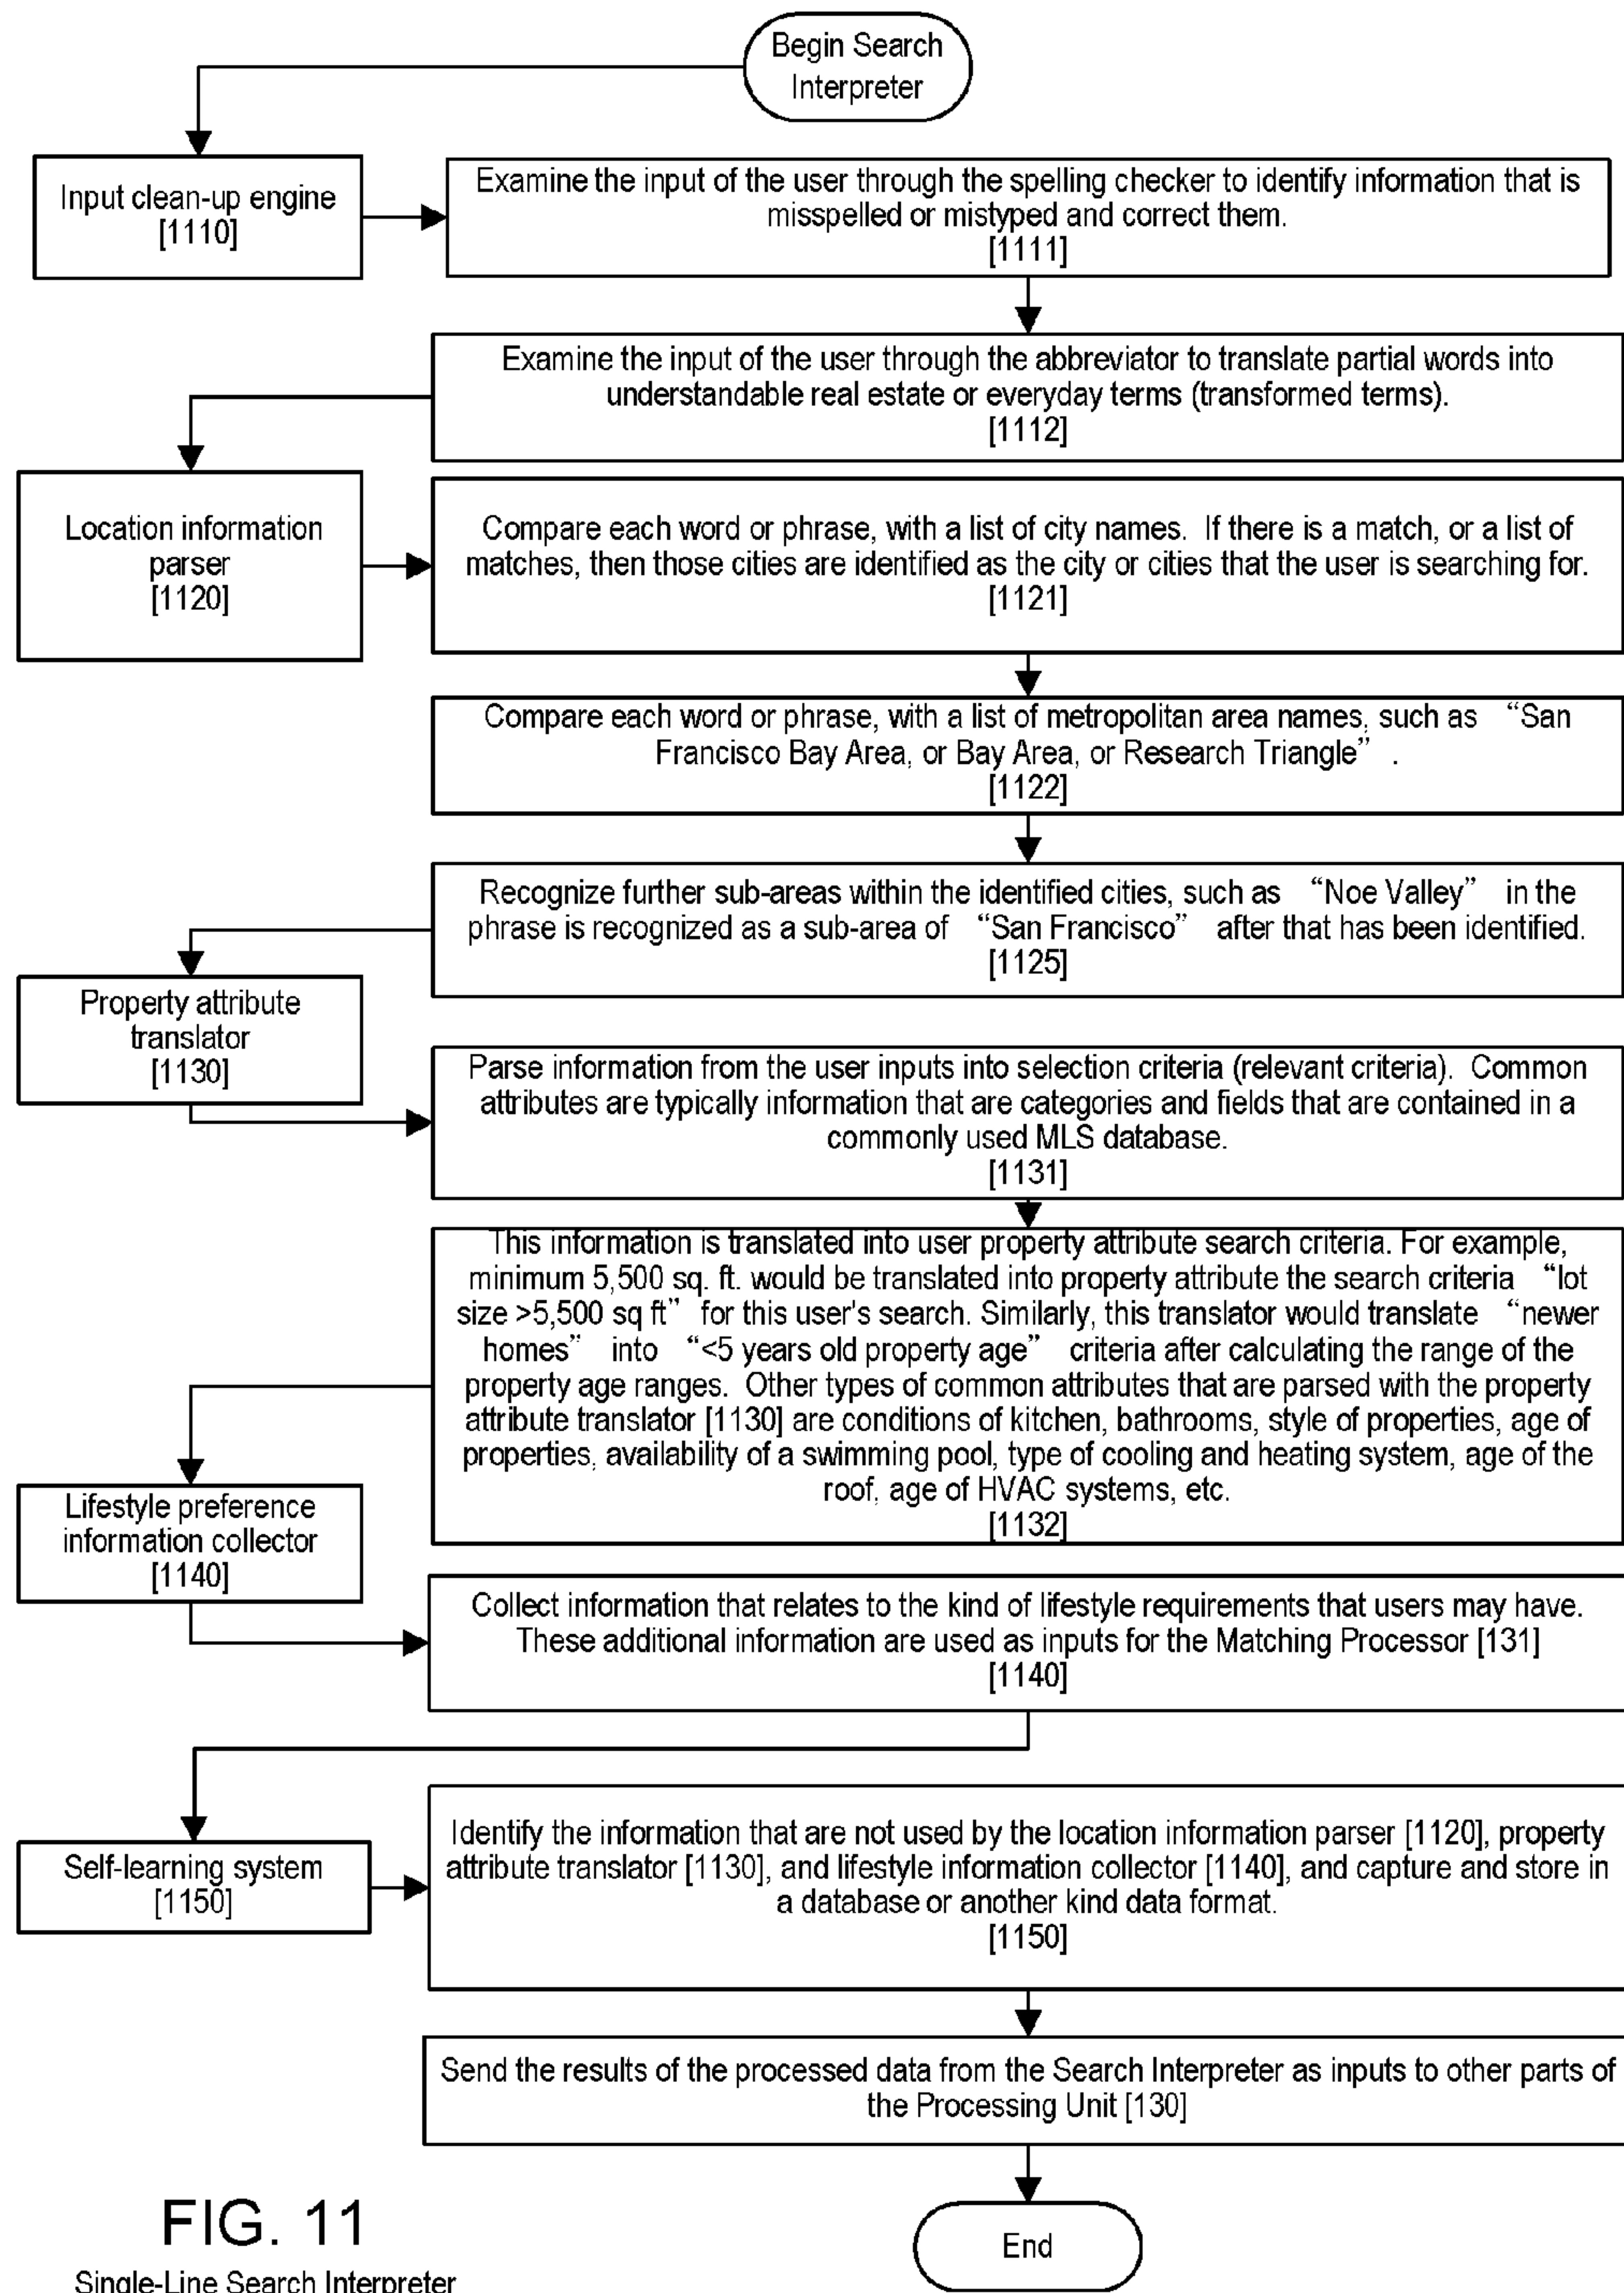 Begin Search
Interpreter
Input clean-up engine
[1110]
Examine the input of the user through the spelling checker to identify information that is
misspelled or mistyped and correct them.
[1111]
Examine the input of the user through the abbreviator to translate partial words into
understandable real estate or everyday terms (transformed terms).
[1112]
Location information
parser
[1120]
Compare each word or phrase, with a list of city names. If there is a match, or a list of
matches, then those cities are identified as the city or cities that the user is searching for.
[1121]
Compare each word or phrase, with a list of metropolitan area names, such as “San
Francisco Bay Area, or Bay Area, or Research Triangle” .
[1122]
Recognize further sub-areas within the identified cities, such as “Noe Valley” in the
phrase is recognized as a sub-area of “San Francisco” after that has been identified.
[1125]
Property attribute
translator
[1130]
Parse information from the user inputs into selection criteria (relevant criteria). Common
attributes are typically information that are categories and fields that are contained in a
commonly used MLS database.
[1131]
This information is translated into user property attribute search criteria. For example,
minimum 5,500 sq. ft. would be translated into property attribute the search criteria “lot
size >5,500 sq ft” for this user's search. Similarly, this translator would translate “newer
homes” into “<5 years old property age” criteria after calculating the range of the
property age ranges. Other types of common attributes that are parsed with the property
attribute translator [1130] are conditions of kitchen, bathrooms, style of properties, age of
properties, availability of a swimming pool, type of cooling and heating system, age of the
roof, age of HVAC systems, etc.
[1132]
Lifestyle preference
information collector
[1140]
Collect information that relates to the kind of lifestyle requirements that users may have.
These additional information are used as inputs for the Matching Processor [131]
[1140]
Self-learning system
[1150]
Identify the information that are not used by the location information parser [1120], property
attribute translator [1130], and lifestyle information collector [1140], and capture and store in
a database or another kind data format.
[1150]
Send the results of the processed data from the Search Interpreter as inputs to other parts of
the Processing Unit [130]
End
FIG. 11
Single-Line Search Interpreter